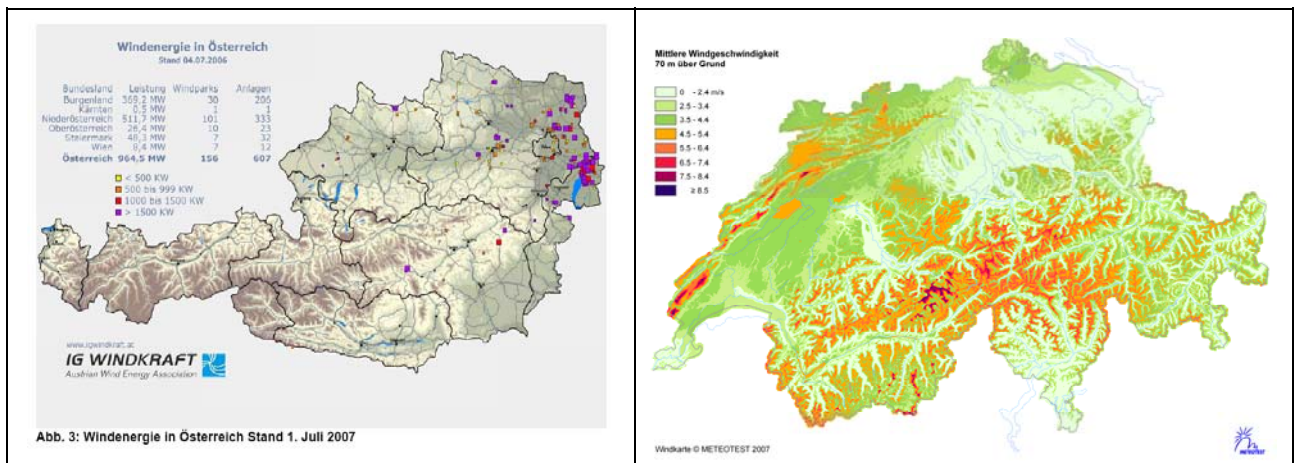 Windenergie in Österreich
Stand 04.07.2006
Bundesland Leistung Windparks Anlagen
Burgenland 369,2 MW 30 206
Kärnten 0,5 MW 1 1
Niederösterreich 511,7 MW 101 333
Oberösterreich 26,4 MW 10 23
Steiermark 48,3 MW 7 32
Wien 8,4 MW 7 12
Österreich 964,5 MW 156 607
< 500 KW
500 bis 999 KW
1000 bis 1500 KW
> 1500 KW
www.igwindkraft.at
IG WINDKRAFT
Austrian Wind Energy Association
Abb. 3: Windenergie in Österreich Stand 1. Juli 2007
Mittlere Windgeschwindigkeit
70 m über Grund
0 - 2.4 m/s
2.5 - 3.4
3.5 - 4.4
4.5 - 5.4
5.5 - 6.4
6.5 - 7.4
7.5 - 8.4
≥ 8.5
Windkarte © METEOTEST 2007
METEOTEST